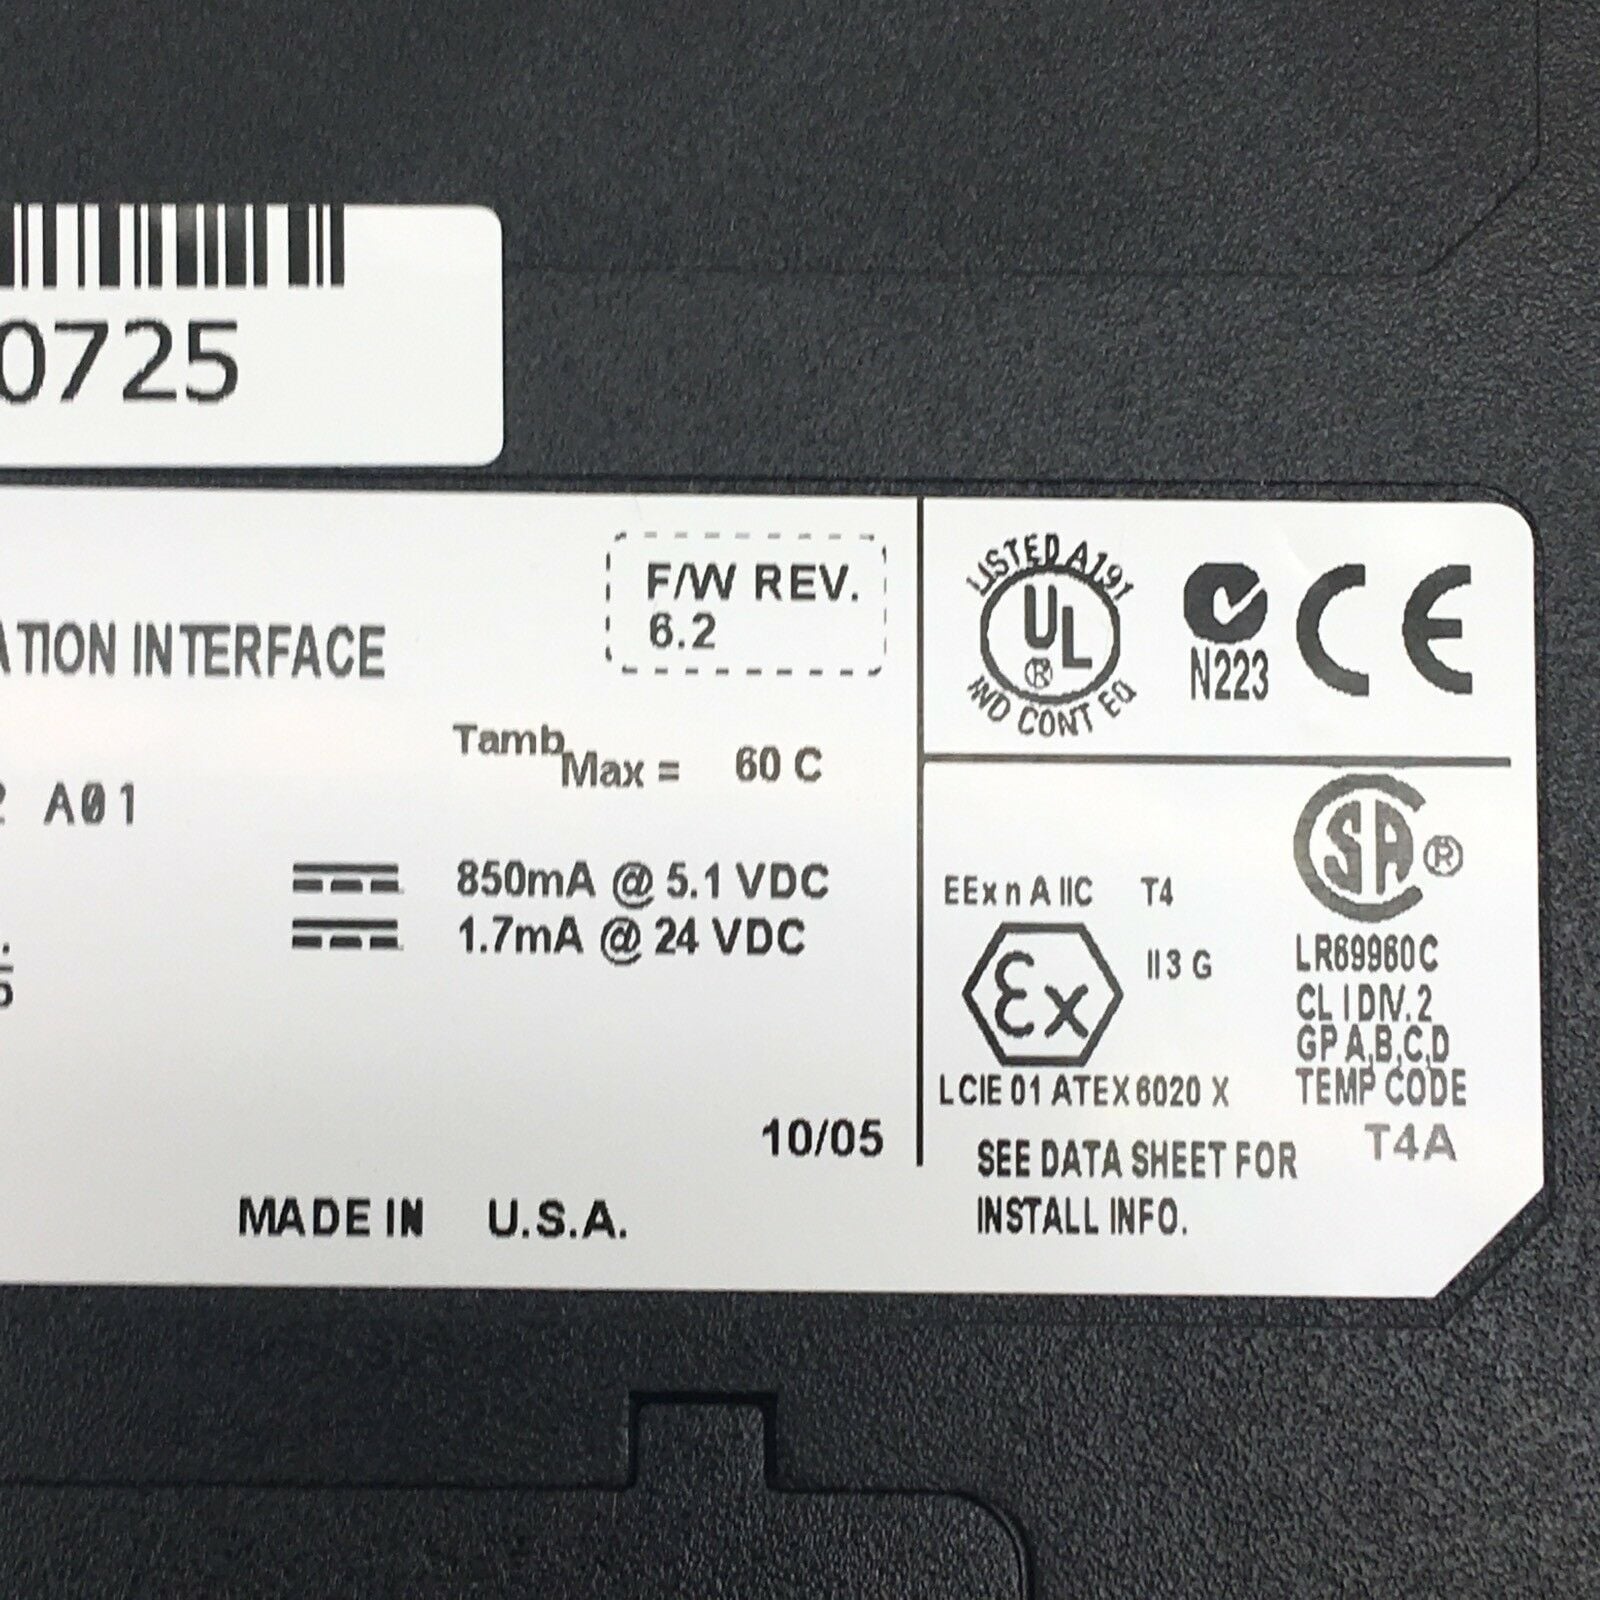 0725
F/W REV.
6.2
ATION INTERFACE
Tamb Max = 60 C
2 A01
850mA @ 5.1 VDC
1.7mA @ 24 VDC
10/05
MADE IN U.S.A.
LISTED A191
UL ®
IND CONT EQ
N223
CE
SA ®
EEx n A IIC T4
II 3 G
Ex
LCIE 01 ATEX 6020 X
LR69960C
CL I DIV. 2
GP A,B,C,D
TEMP CODE
T4A
SEE DATA SHEET FOR
INSTALL INFO.